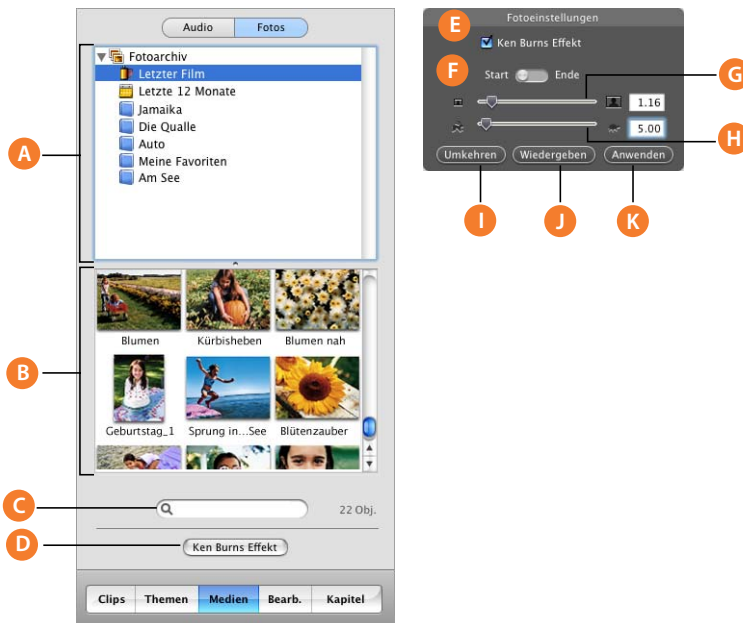 Audio Fotos
Fotoarchiv
Letzter Film
Letzte 12 Monate
Jamaika
Die Qualle
Auto
Meine Favoriten
Am See
A
Blumen Kürbisheben Blumen nah
Geburtstag_1 Sprung in...See Blütenzauber
B
C
22 Obj.
D
Ken Burns Effekt
Clips Themen Medien Bearb. Kapitel
Fotoeinstellungen
E
Ken Burns Effekt
F
Start Ende
G
1.16
5.00
H
Umkehren Wiedergeben Anwenden
I J K